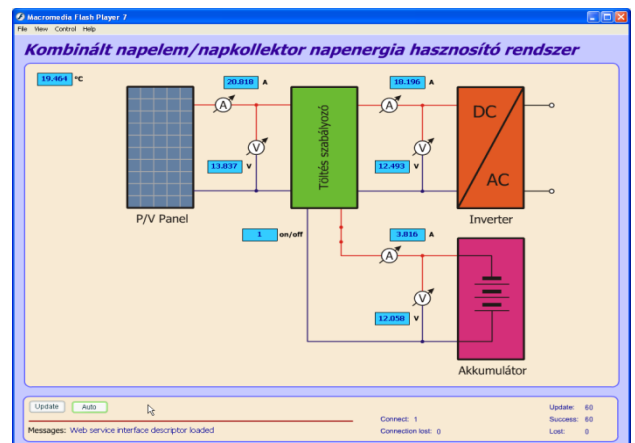 Macromedia Flash Player 7
File View Control Help
Kombinált napelem/napkollektor napenergia hasznosító rendszer
19.464 °C
20.818 A
18.196 A
A
A
DC
V
V
Töltés szabályozó
13.837 V
12.493 V
AC
P/V Panel
Inverter
1 on/off
3.816 A
A
V
12.058 V
Akkumulátor
Update Auto
Update: 60
Connect: 1
Success: 60
Messages: Web service interface descriptor loaded
Connection lost: 0
Lost: 0